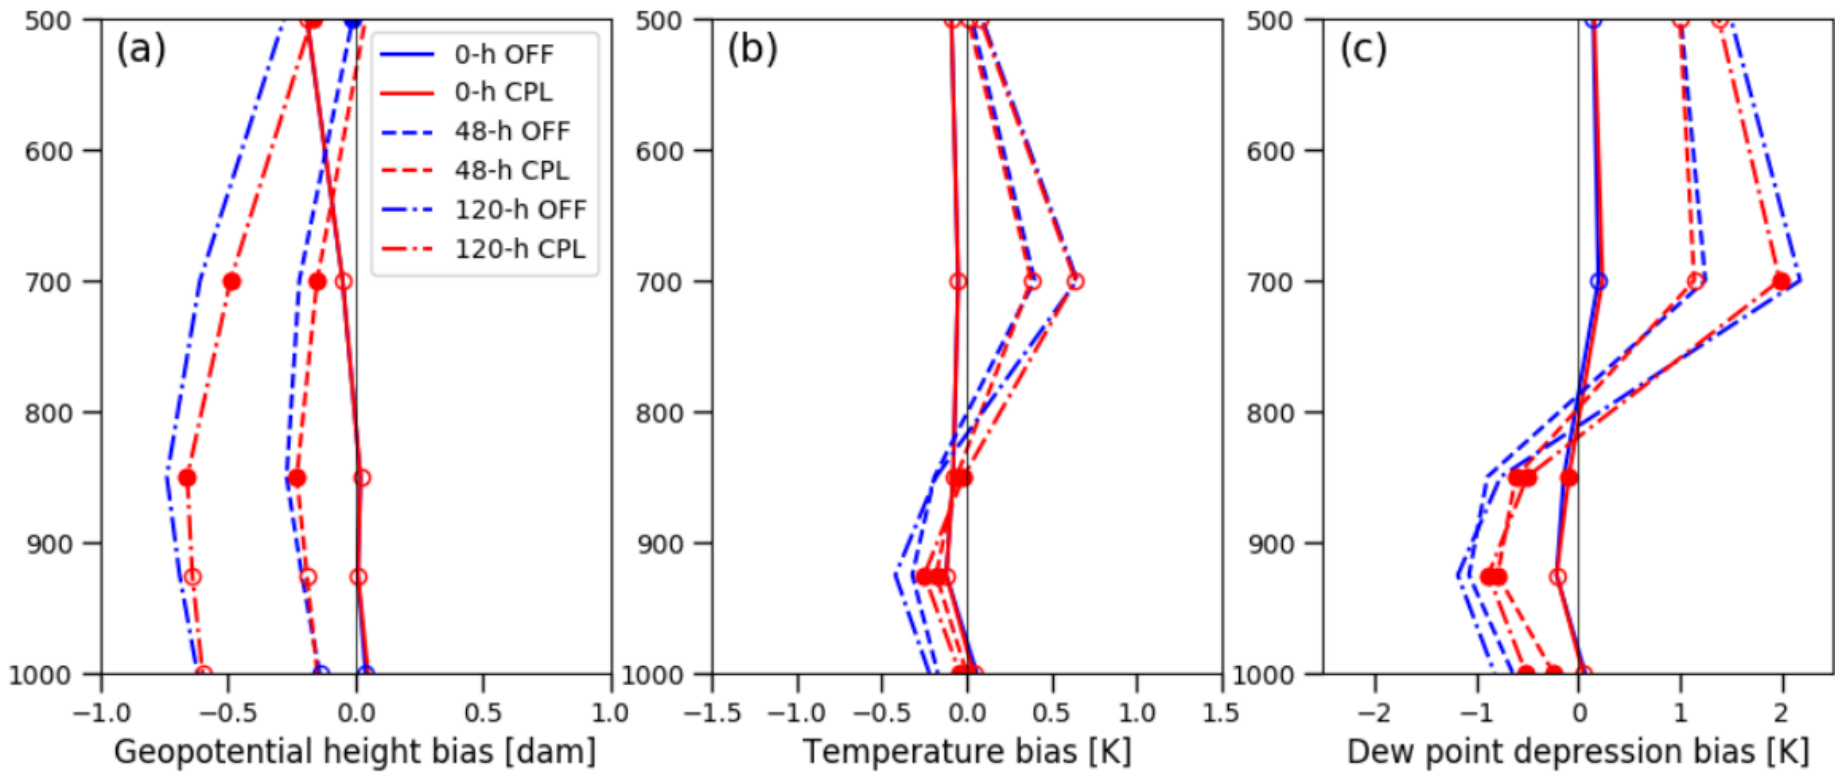 500
600
700
800
900
1000
(a)
0-h OFF
0-h CPL
48-h OFF
48-h CPL
120-h OFF
120-h CPL
−1.0 −0.5 0.0 0.5 1.0
Geopotential height bias [dam]
500
600
700
800
900
1000
(b)
−1.5 −1.0 −0.5 0.0 0.5 1.0 1.5
Temperature bias [K]
500
600
700
800
900
1000
(c)
−2 −1 0 1 2
Dew point depression bias [K]